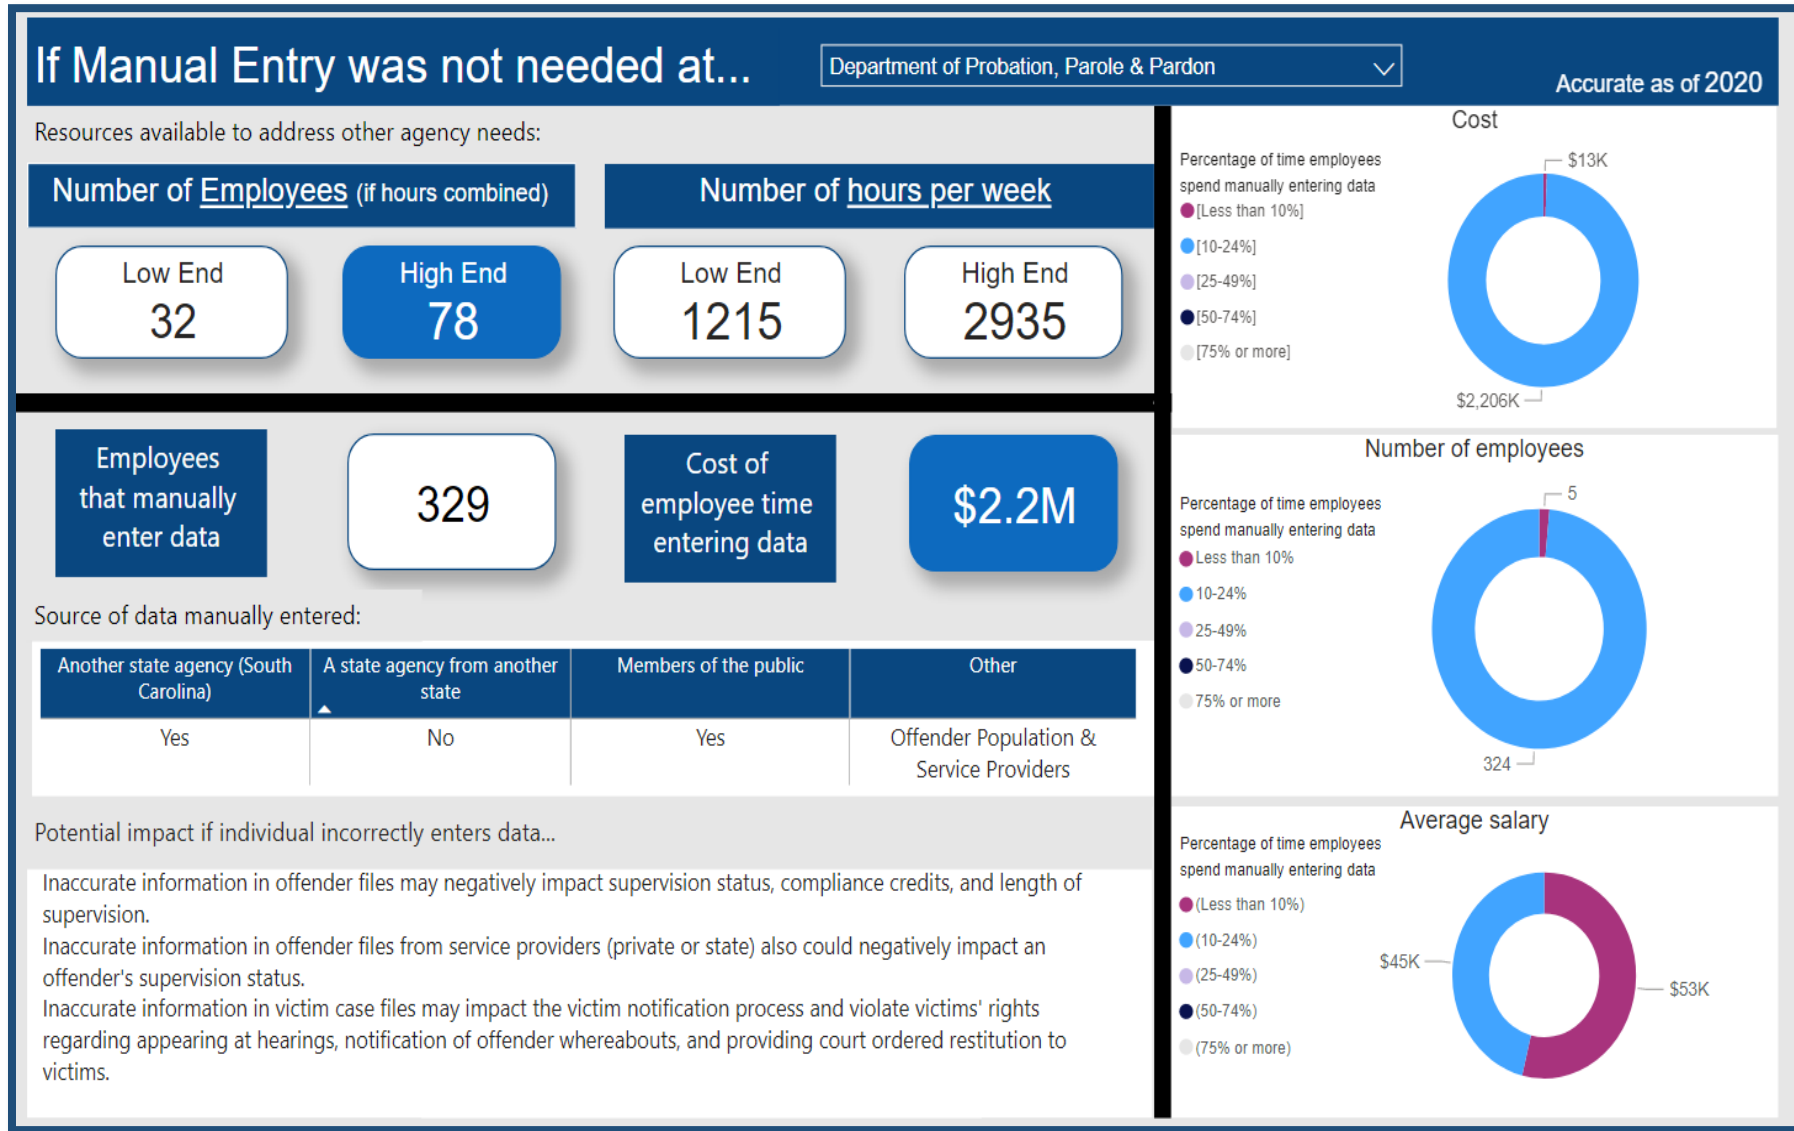 If Manual Entry was not needed at...
Department of Probation, Parole & Pardon
Accurate as of 2020
Resources available to address other agency needs:
Number of Employees (if hours combined)
Number of hours per week
Low End
32
High End
78
Low End
1215
High End
2935
Employees
that manually
enter data
329
Cost of
employee time
entering data
$2.2M
Source of data manually entered:
Another state agency (South
Carolina)
A state agency from another
state
Members of the public
Other
Yes
No
Yes
Offender Population &
Service Providers
Potential impact if individual incorrectly enters data...
Inaccurate information in offender files may negatively impact supervision status, compliance credits, and length of
supervision.
Inaccurate information in offender files from service providers (private or state) also could negatively impact an
offender's supervision status.
Inaccurate information in victim case files may impact the victim notification process and violate victims' rights
regarding appearing at hearings, notification of offender whereabouts, and providing court ordered restitution to
victims.
Cost
Percentage of time employees
spend manually entering data
[Less than 10%]
[10-24%]
[25-49%]
[50-74%]
[75% or more]
$13K
$2,206K
Number of employees
Percentage of time employees
spend manually entering data
Less than 10%
10-24%
25-49%
50-74%
75% or more
5
324
Average salary
Percentage of time employees
spend manually entering data
(Less than 10%)
(10-24%)
(25-49%)
(50-74%)
(75% or more)
$45K
$53K